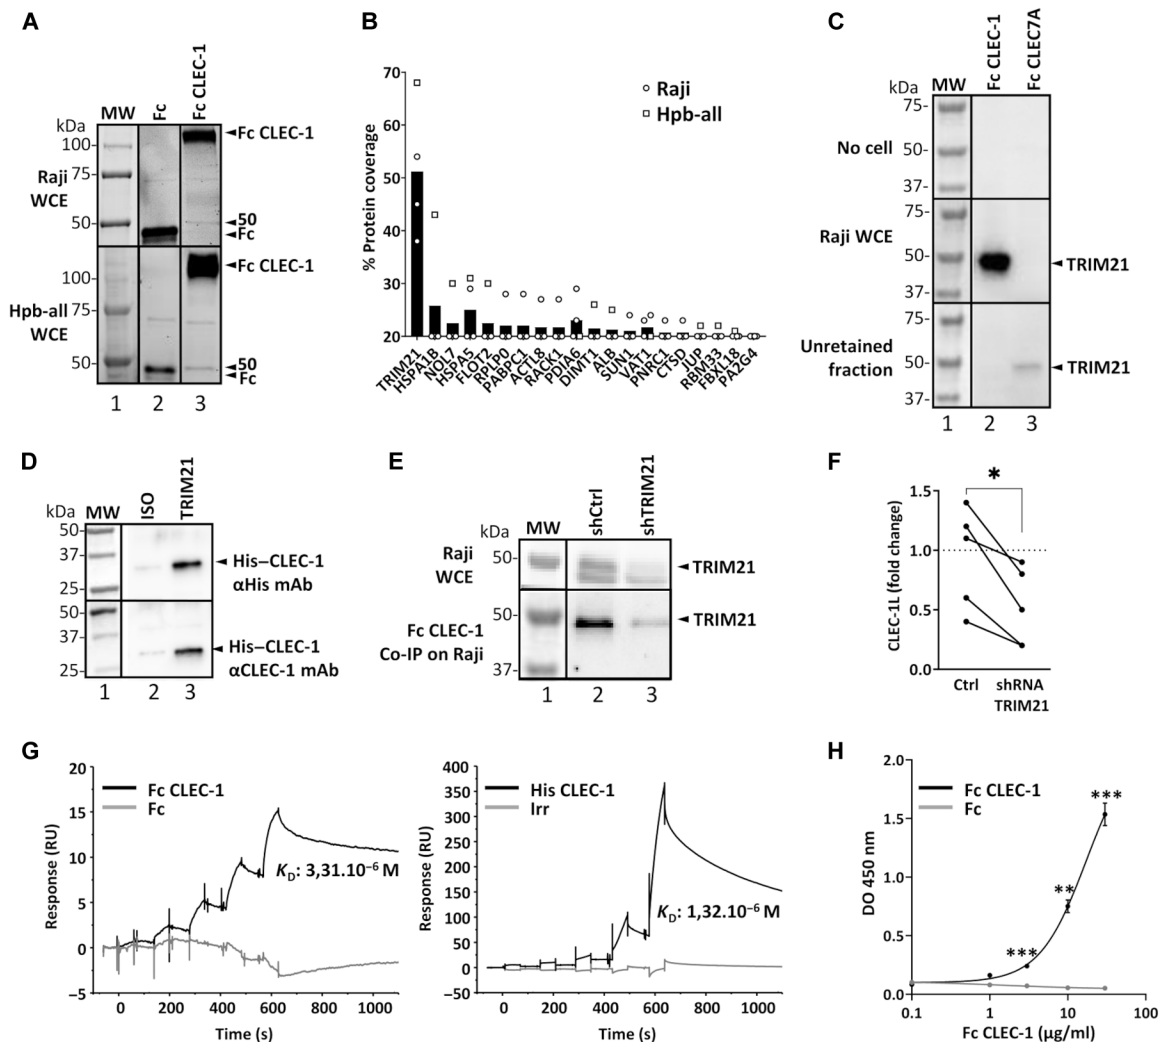 A
MW
Fc
Fc CLEC-1
kDa
100-
75-
50-
Raji
WCE
Fc CLEC-1
50
Fc
100-
75-
50-
Hpb-all
WCE
Fc CLEC-1
50
Fc
1 2 3
B
% Protein coverage
70
60
50
40
30
20
Raji
Hpb-all
TRIM21
HSPA1B
NOL7
HSPA5
FLOT2
RPLP0
PABPC1
ACTL8
RACK1
PDIA6
DIMT1
ALB
SUN1
VAT1
PNRC1
CTSD
JUP
RBM33
FBXL18
PA2G4
C
kDa
MW
Fc CLEC-1
Fc CLEC7A
No cell
75-
50-
37-
Raji WCE
75-
50-
37-
TRIM21
Unretained
fraction
75-
50-
37-
TRIM21
1 2 3
D
kDa
MW
ISO
TRIM21
50-
37-
25-
His–CLEC-1
αHis mAb
50-
37-
25-
His–CLEC-1
αCLEC-1 mAb
1 2 3
E
kDa
MW
shCtrl
shTRIM21
Raji
WCE
50-
TRIM21
Fc CLEC-1
Co-IP on Raji
50-
37-
TRIM21
1 2 3
F
CLEC-1L (fold change)
1.5
1.0
0.5
0.0
*
Ctrl
shRNA
TRIM21
G
Response (RU)
20
15
10
5
0
−5
Fc CLEC-1
Fc
KD: 3,31.10−6 M
0 200 400 600 800 1000
Time (s)
Response (RU)
400
350
300
250
200
150
100
50
0
−50
His CLEC-1
Irr
KD: 1,32.10−6 M
0 200 400 600 800 1000
Time (s)
H
DO 450 nm
2.0
1.5
1.0
0.5
0.0
Fc CLEC-1
Fc
***
**
***
0.1 1 10 100
Fc CLEC-1 (µg/ml)